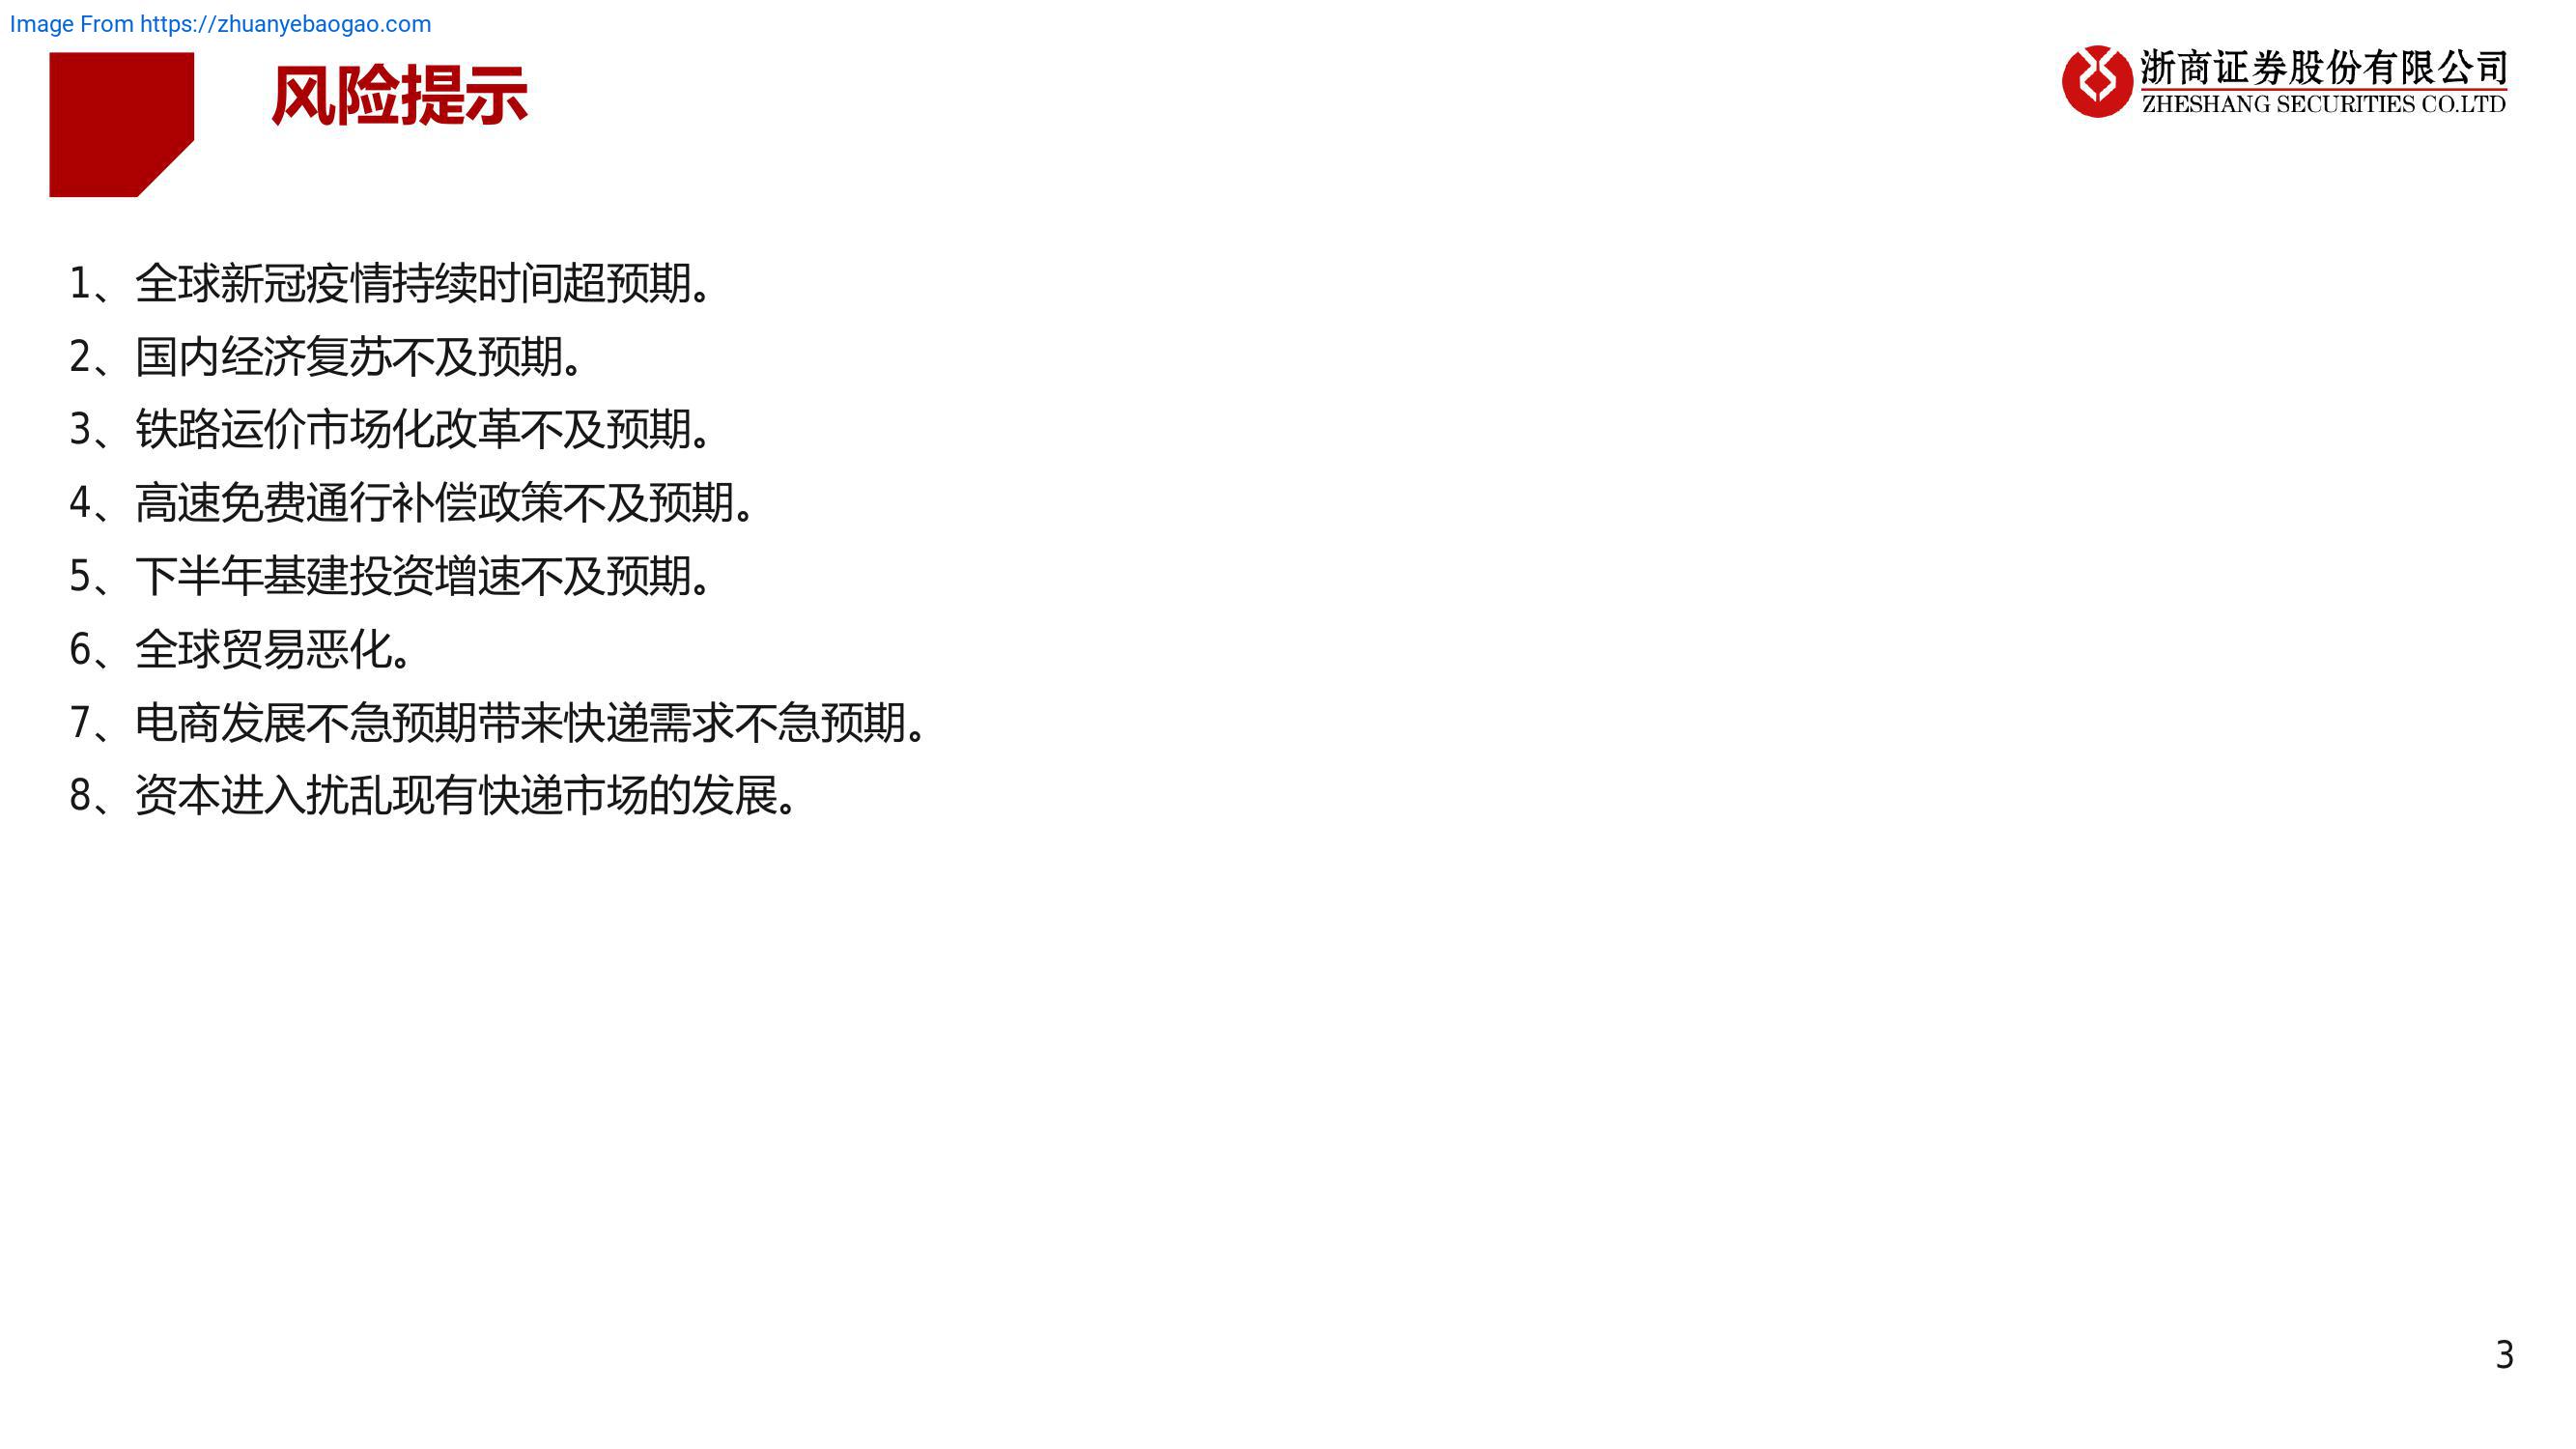 Image From https://zhuanyebaogao.com
风险提示
浙商证券股份有限公司
ZHESHANG SECURITIES CO.LTD
1、全球新冠疫情持续时间超预期。
2、国内经济复苏不及预期。
3、铁路运价市场化改革不及预期。
4、高速免费通行补偿政策不及预期。
5、下半年基建投资增速不及预期。
6、全球贸易恶化。
7、电商发展不急预期带来快递需求不急预期。
8、资本进入扰乱现有快递市场的发展。
3